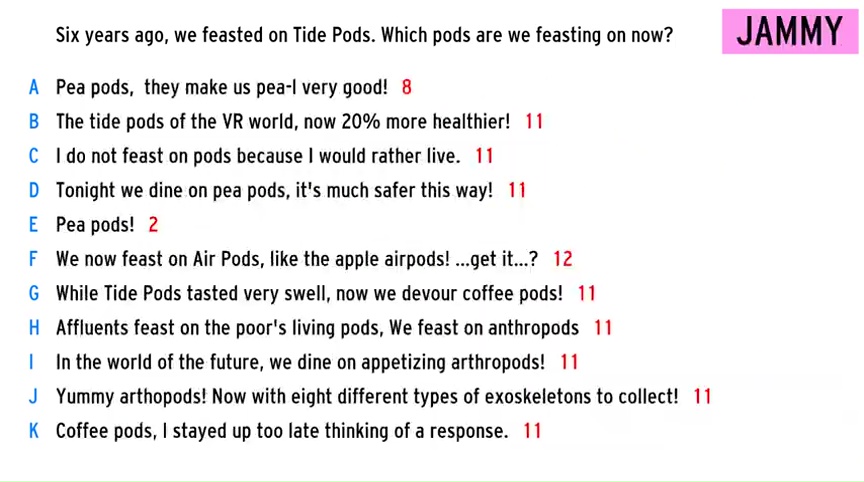 Six years ago, we feasted on Tide Pods. Which pods are we feasting on now?
JAMMY
A Pea pods, they make us pea-l very good! 8
B The tide pods of the VR world, now 20% more healthier! 11
C I do not feast on pods because I would rather live. 11
D Tonight we dine on pea pods, it's much safer this way! 11
E Pea pods! 2
F We now feast on Air Pods, like the apple airpods! ...get it...? 12
G While Tide Pods tasted very swell, now we devour coffee pods! 11
H Affluents feast on the poor's living pods, We feast on anthropods 11
I In the world of the future, we dine on appetizing arthropods! 11
J Yummy arthopods! Now with eight different types of exoskeletons to collect! 11
K Coffee pods, I stayed up too late thinking of a response. 11